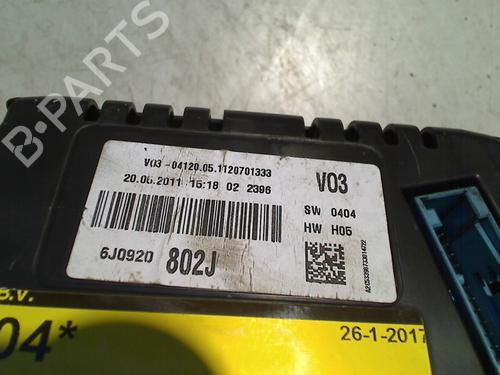 B-PARTS
V03-04120.05.1120701333
20.06.2011 15:18 02 2396
V03
SW 0404
HW H05
6J0920 802J
B.V.
04*
26-1-2017